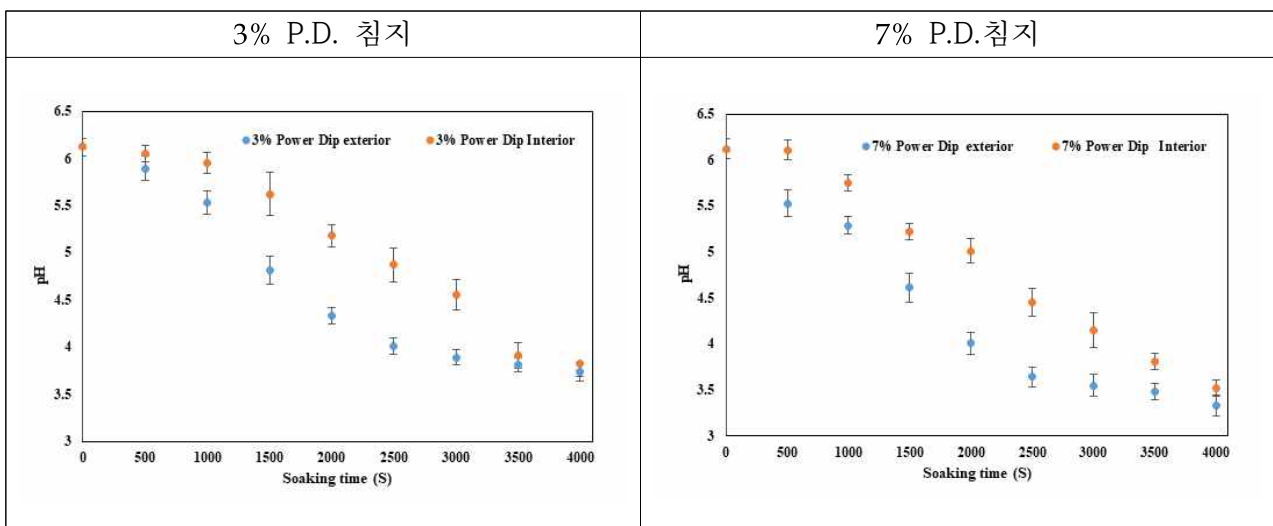 3% P.D. 침지
7% P.D.침지
6.5
6
5.5
5
4.5
4
3.5
3
pH
3% Power Dip exterior
3% Power Dip Interior
0 500 1000 1500 2000 2500 3000 3500 4000
Soaking time (S)
6.5
6
5.5
5
4.5
4
3.5
3
pH
7% Power Dip exterior
7% Power Dip Interior
0 500 1000 1500 2000 2500 3000 3500 4000
Soaking time (S)